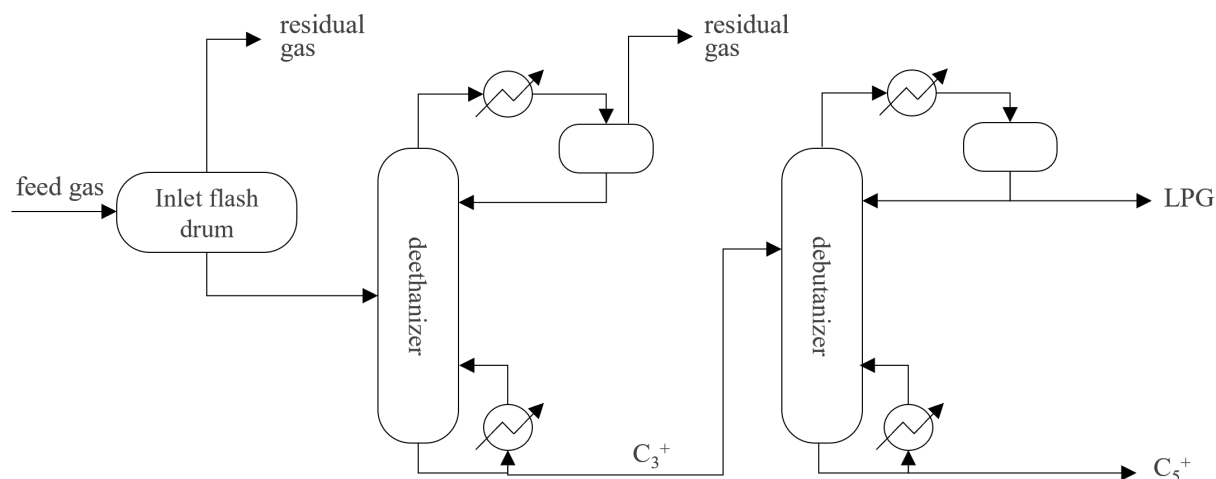 residual
gas
residual
gas
feed gas
Inlet flash
drum
deethanizer
debutanizer
LPG
C₃⁺
C₅⁺